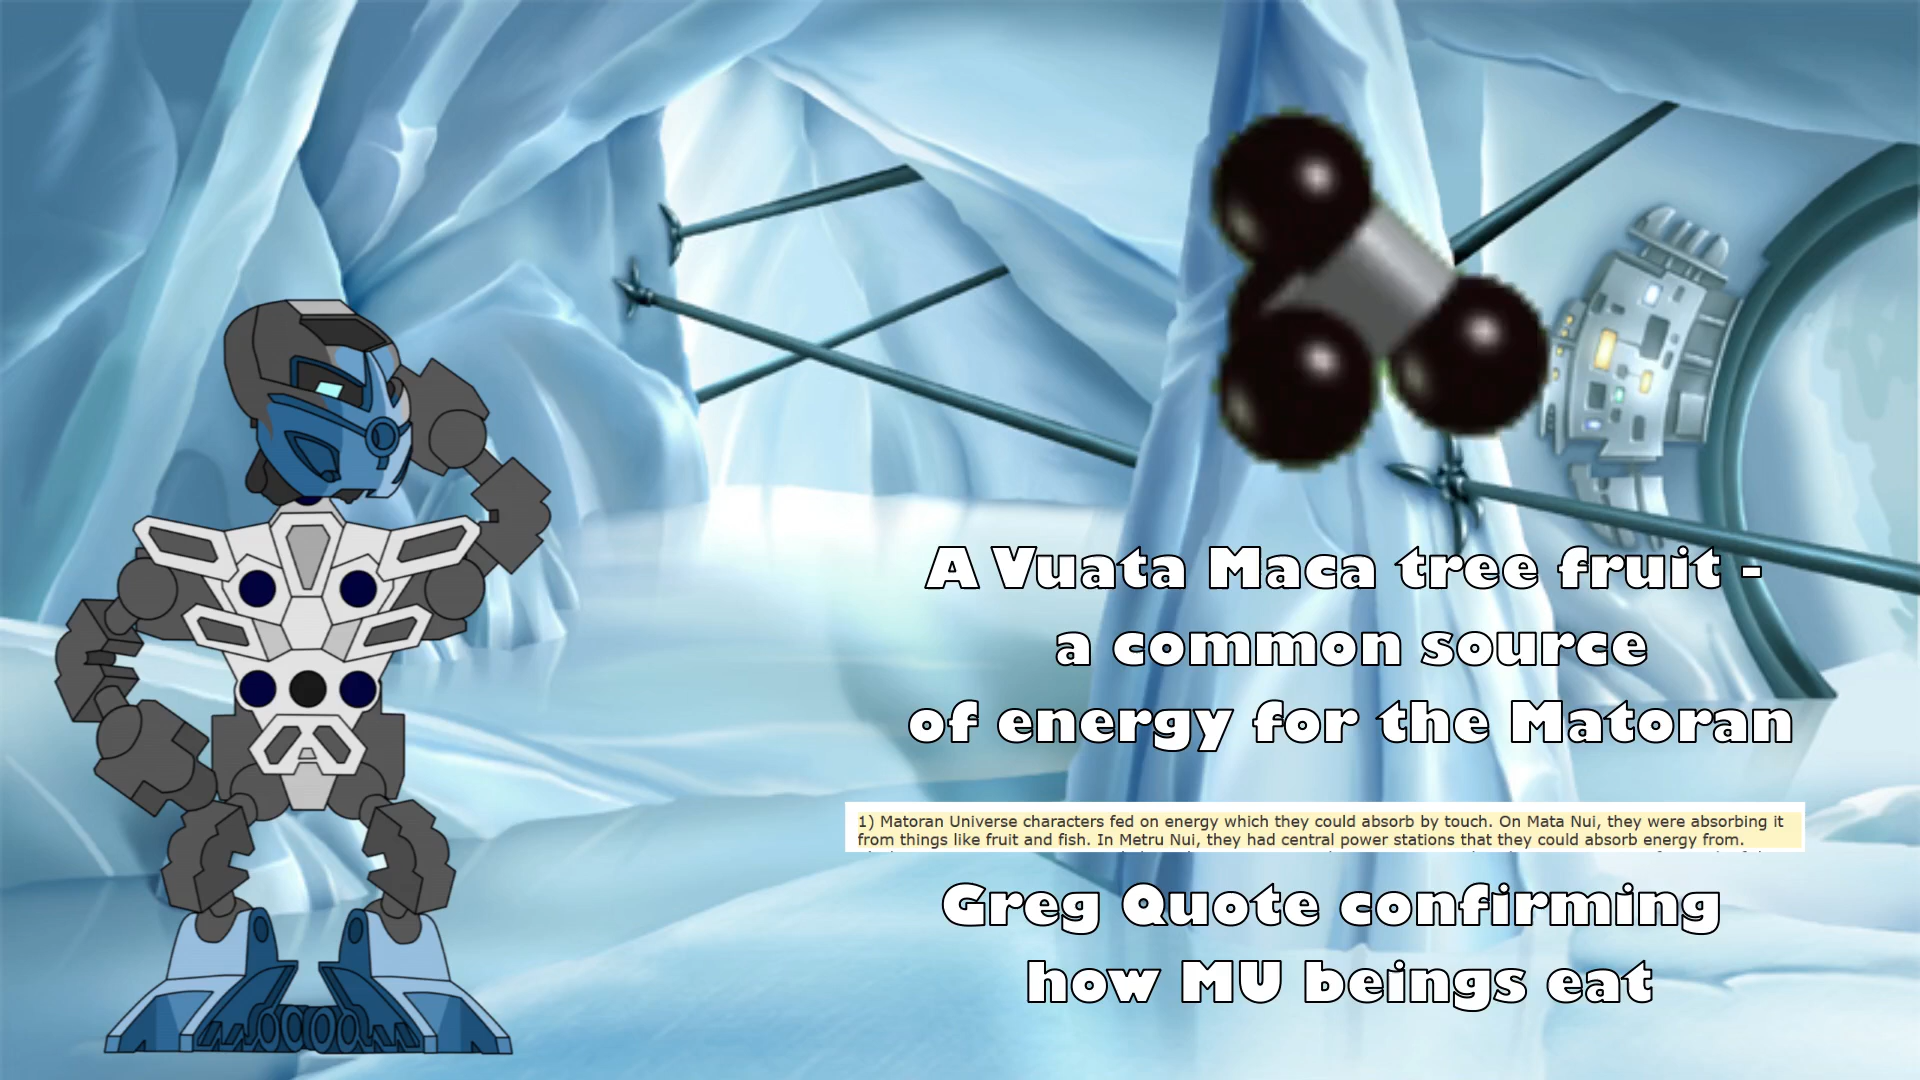 A Vuata Maca tree fruit -
a common source
of energy for the Matoran
1) Matoran Universe characters fed on energy which they could absorb by touch. On Mata Nui, they were absorbing it
from things like fruit and fish. In Metru Nui, they had central power stations that they could absorb energy from.
Greg Quote confirming
how MU beings eat